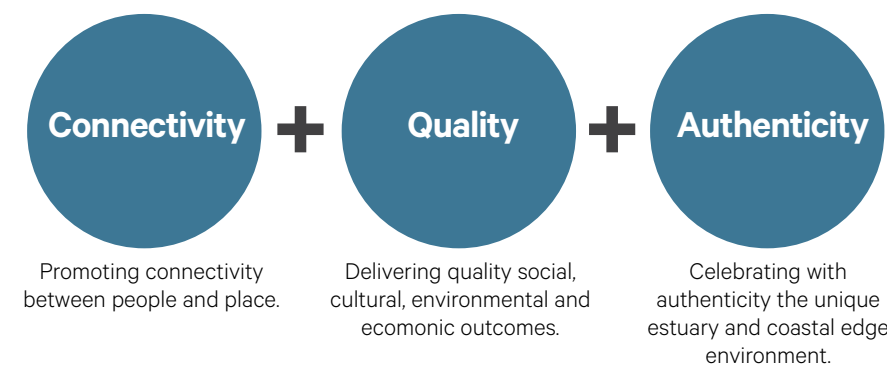 Connectivity + Quality + Authenticity
Promoting connectivity
between people and place.
Delivering quality social,
cultural, environmental and
ecomonic outcomes.
Celebrating with
authenticity the unique
estuary and coastal edge
environment.